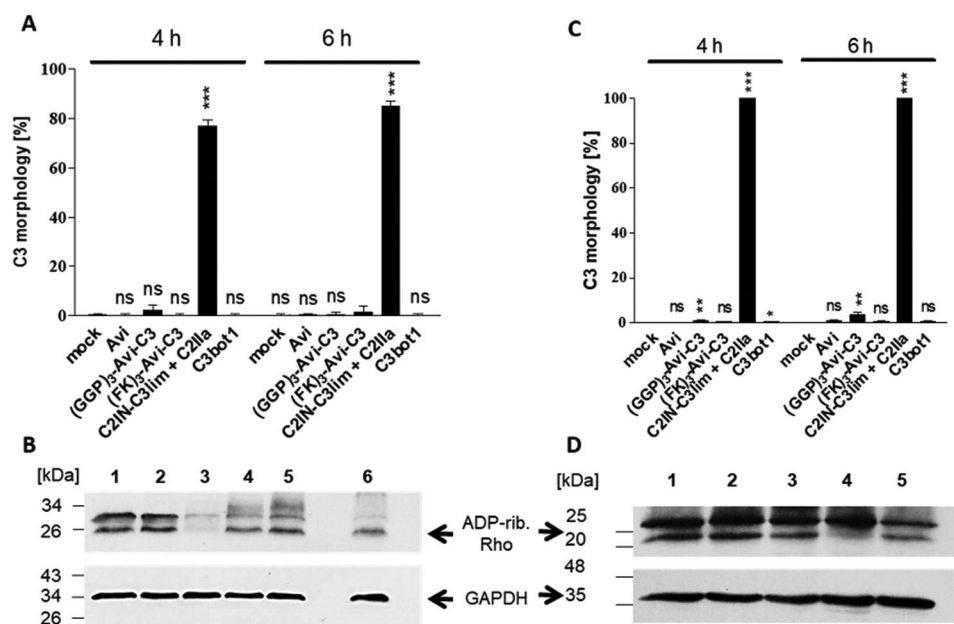 A
4 h
6 h
C3 morphology [%]
100
80
60
40
20
0
ns
ns
ns
***
ns
ns
ns
ns
***
ns
mock
Avi
(GGP)₃-Avi-C3
(FK)₃-Avi-C3
C2IN-C3lim + C2IIa
C3bot1
mock
Avi
(GGP)₃-Avi-C3
(FK)₃-Avi-C3
C2IN-C3lim + C2IIa
C3bot1
C
4 h
6 h
C3 morphology [%]
100
80
60
40
20
0
ns
**
ns
***
*
ns
**
ns
***
ns
mock
Avi
(GGP)₃-Avi-C3
(FK)₃-Avi-C3
C2IN-C3lim + C2IIa
C3bot1
mock
Avi
(GGP)₃-Avi-C3
(FK)₃-Avi-C3
C2IN-C3lim + C2IIa
C3bot1
B
[kDa] 1 2 3 4 5 6
34
26
43
34
26
ADP-rib.
Rho
GAPDH
D
[kDa] 1 2 3 4 5
25
20
48
35